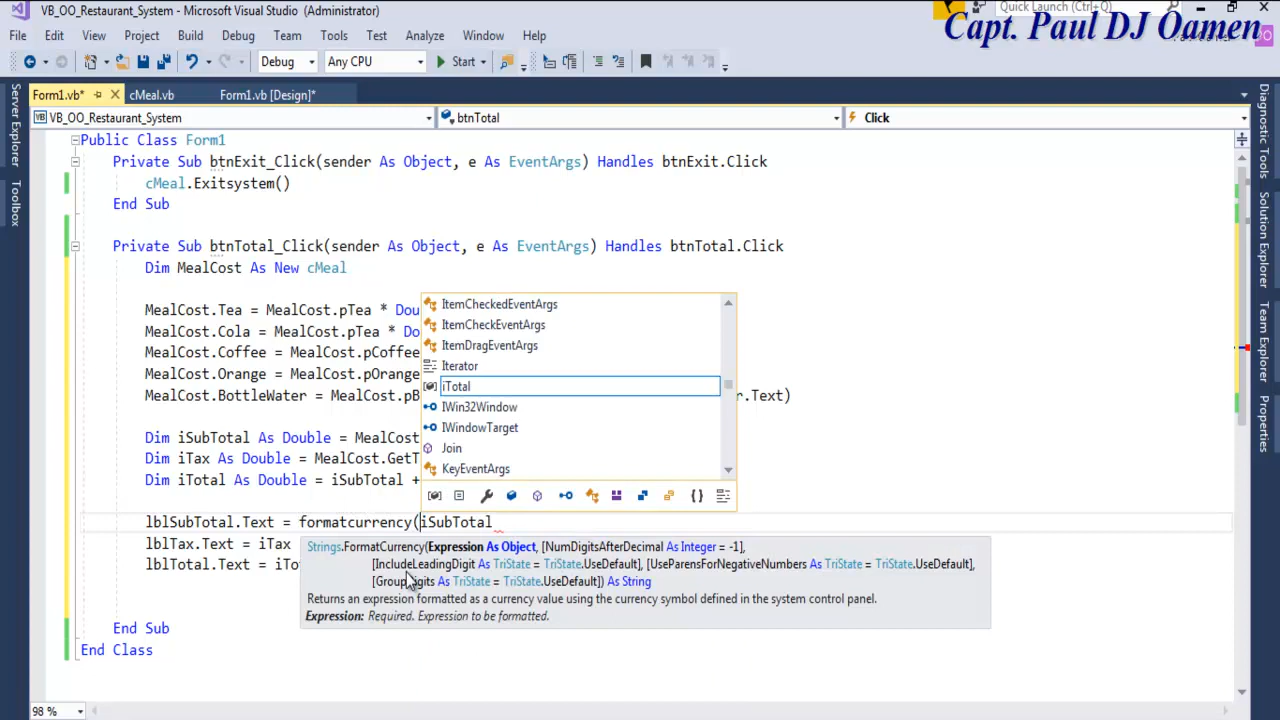 VB_OO_Restaurant_System - Microsoft Visual Studio (Administrator)
Quick Launch (Ctrl+Q)
Capt. Paul DJ Oamen
File Edit View Project Build Debug Team Tools Test Analyze Window Help
Debug Any CPU Start
Form1.vb* cMeal.vb Form1.vb [Design]*
VB_OO_Restaurant_System btnTotal Click
Server Explorer
Toolbox
Diagnostic Tools
Solution Explorer
Team Explorer
Properties
Public Class Form1
Private Sub btnExit_Click(sender As Object, e As EventArgs) Handles btnExit.Click
cMeal.Exitsystem()
End Sub
Private Sub btnTotal_Click(sender As Object, e As EventArgs) Handles btnTotal.Click
Dim MealCost As New cMeal
MealCost.Tea = MealCost.pTea * Dou
MealCost.Cola = MealCost.pTea * Do
MealCost.Coffee = MealCost.pCoffee
MealCost.Orange = MealCost.pOrange
MealCost.BottleWater = MealCost.pB r.Text)
Dim iSubTotal As Double = MealCost
Dim iTax As Double = MealCost.GetT
Dim iTotal As Double = iSubTotal +
ItemCheckedEventArgs
ItemCheckEventArgs
ItemDragEventArgs
Iterator
iTotal
IWin32Window
IWindowTarget
Join
KeyEventArgs
lblSubTotal.Text = formatcurrency(iSubTotal
lblTax.Text = iTax
lblTotal.Text = iTo
Strings.FormatCurrency(Expression As Object, [NumDigitsAfterDecimal As Integer = -1],
[IncludeLeadingDigit As TriState = TriState.UseDefault], [UseParensForNegativeNumbers As TriState = TriState.UseDefault],
[GroupDigits As TriState = TriState.UseDefault]) As String
Returns an expression formatted as a currency value using the currency symbol defined in the system control panel.
Expression: Required. Expression to be formatted.
End Sub
End Class
98 %